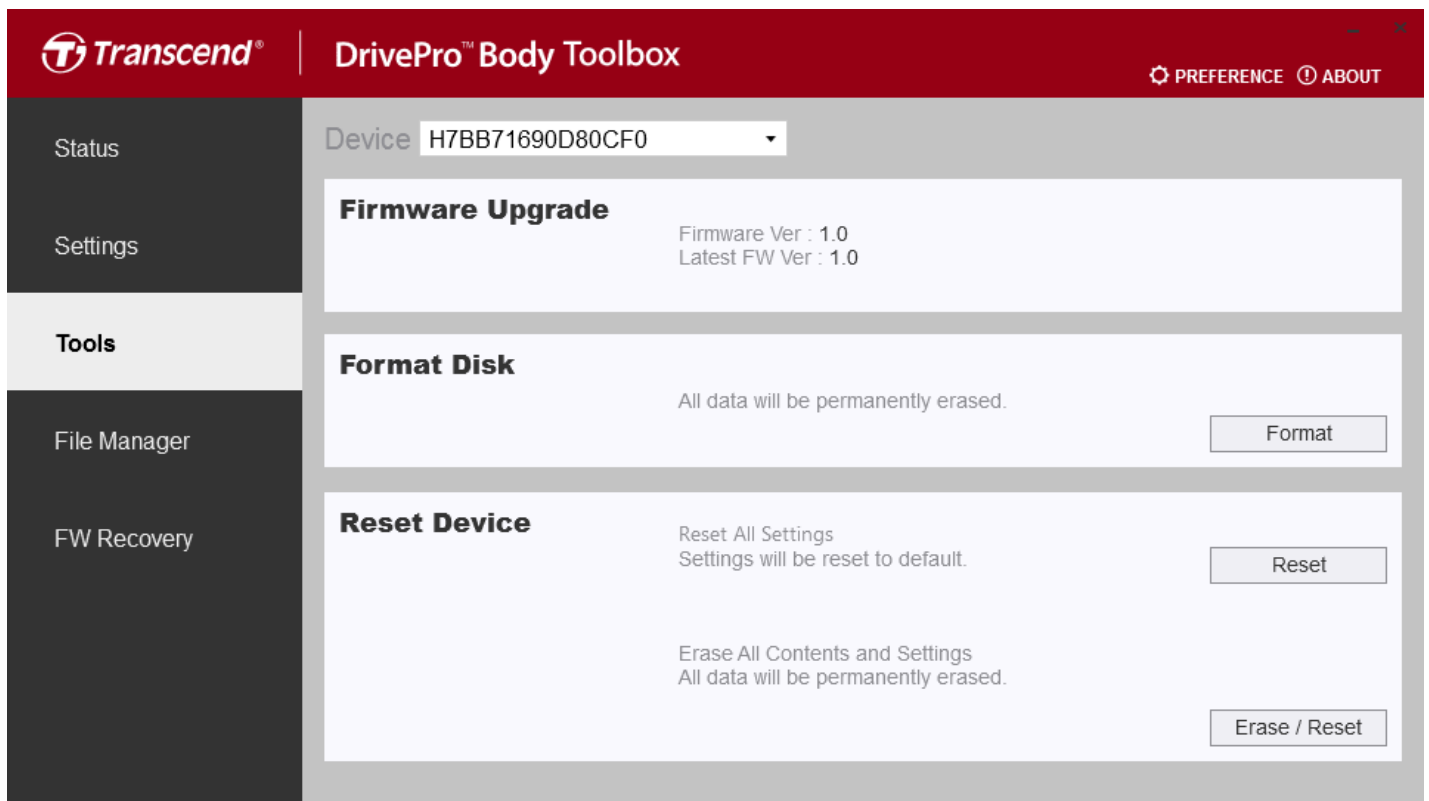 Transcend® DrivePro™ Body Toolbox
PREFERENCE ABOUT
Status
Settings
Tools
File Manager
FW Recovery
Device H7BB71690D80CF0
Firmware Upgrade
Firmware Ver : 1.0
Latest FW Ver : 1.0
Format Disk
All data will be permanently erased.
Format
Reset Device
Reset All Settings
Settings will be reset to default.
Reset
Erase All Contents and Settings
All data will be permanently erased.
Erase / Reset